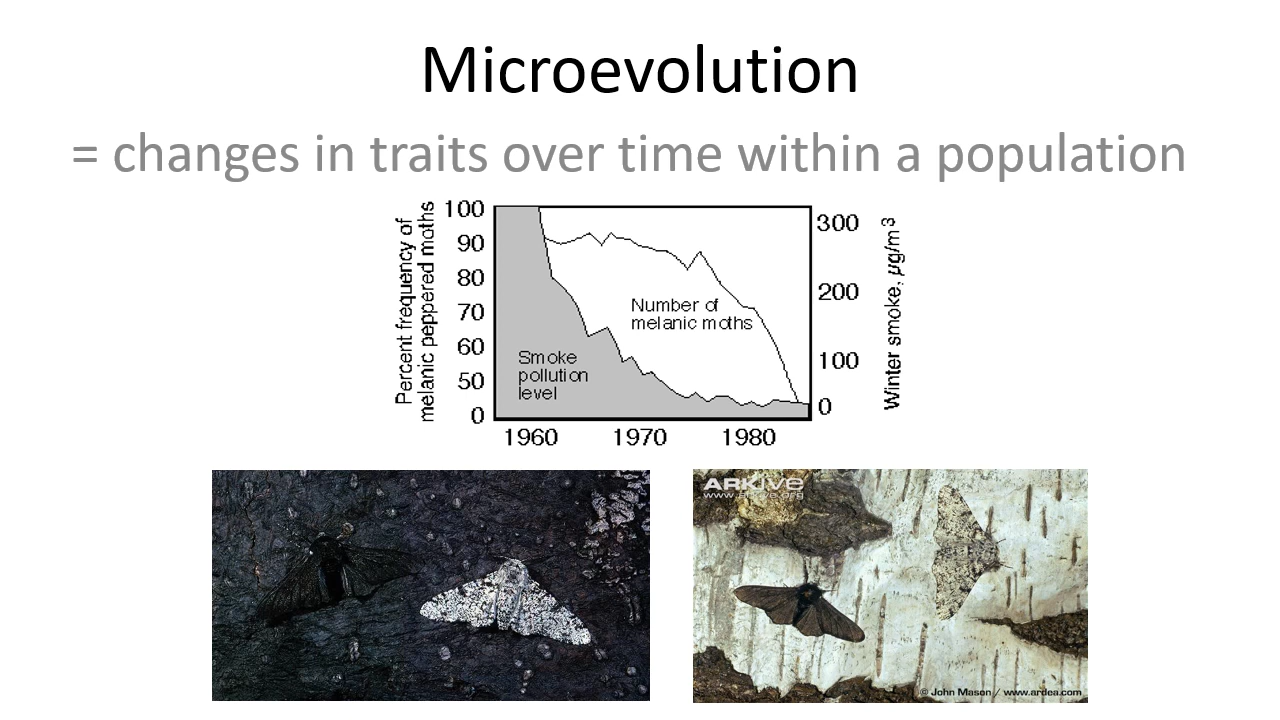 Microevolution
= changes in traits over time within a population
Percent frequency of
melanic peppered moths
100
90
80
70
60
50
0
Number of
melanic moths
Smoke
pollution
level
300
200
100
0
Winter smoke, µg/m³
1960 1970 1980
ARKive
www.arkive.org
© John Mason / www.ardea.com